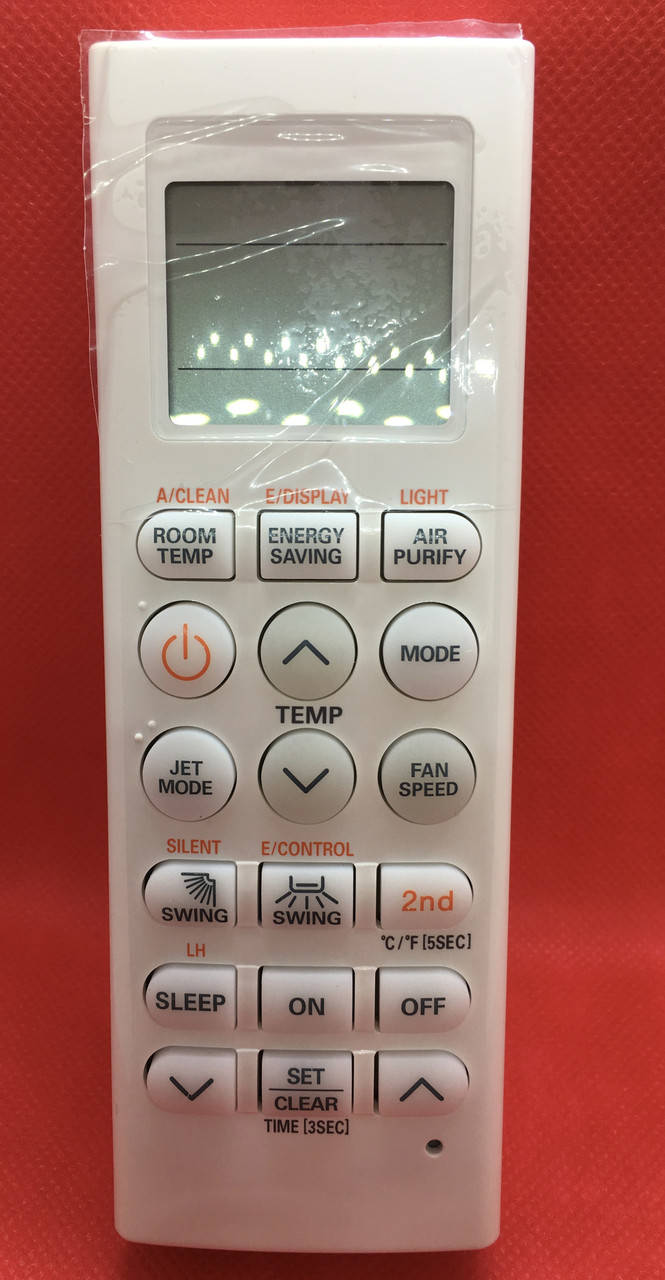 A/CLEAN E/DISPLAY LIGHT
ROOM ENERGY AIR
TEMP SAVING PURIFY
MODE
TEMP
JET FAN
MODE SPEED
SILENT E/CONTROL
SWING SWING 2nd
°C/°F [5SEC]
LH
SLEEP ON OFF
SET
CLEAR
TIME [3SEC]